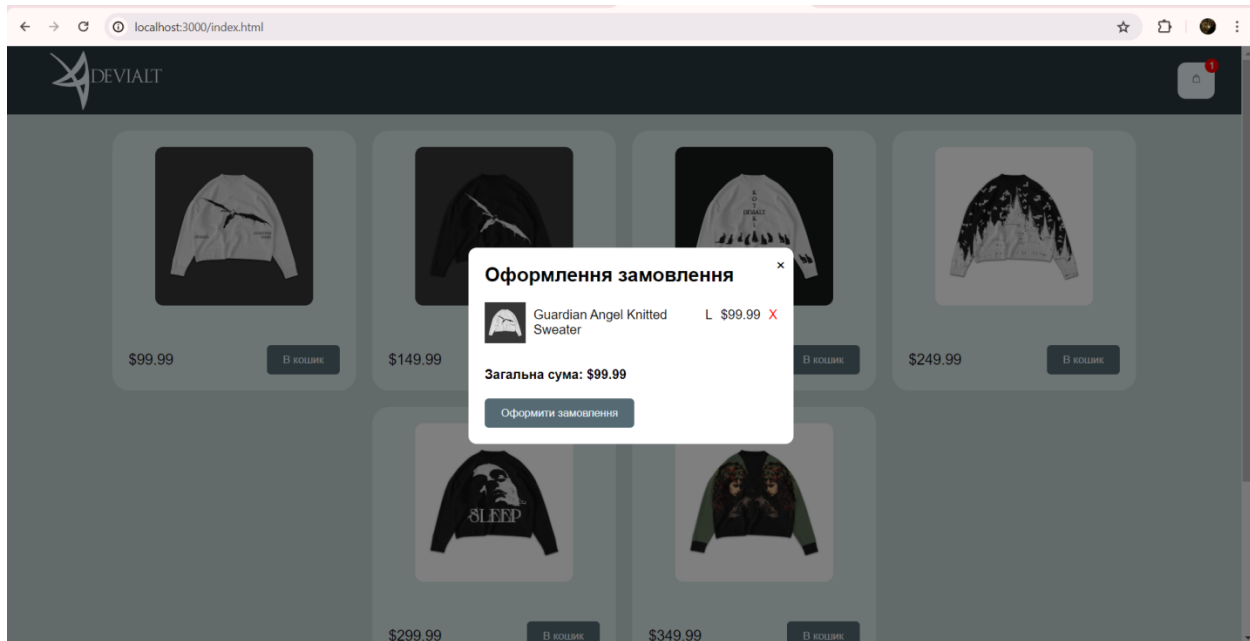 localhost:3000/index.html
DEVIALT
1
Оформлення замовлення
×
Guardian Angel Knitted
Sweater
L $99.99 X
Загальна сума: $99.99
Оформити замовлення
$99.99 В кошик
$149.99
В кошик
$249.99 В кошик
SLEEP
$299.99 В кошик
$349.99 В кошик